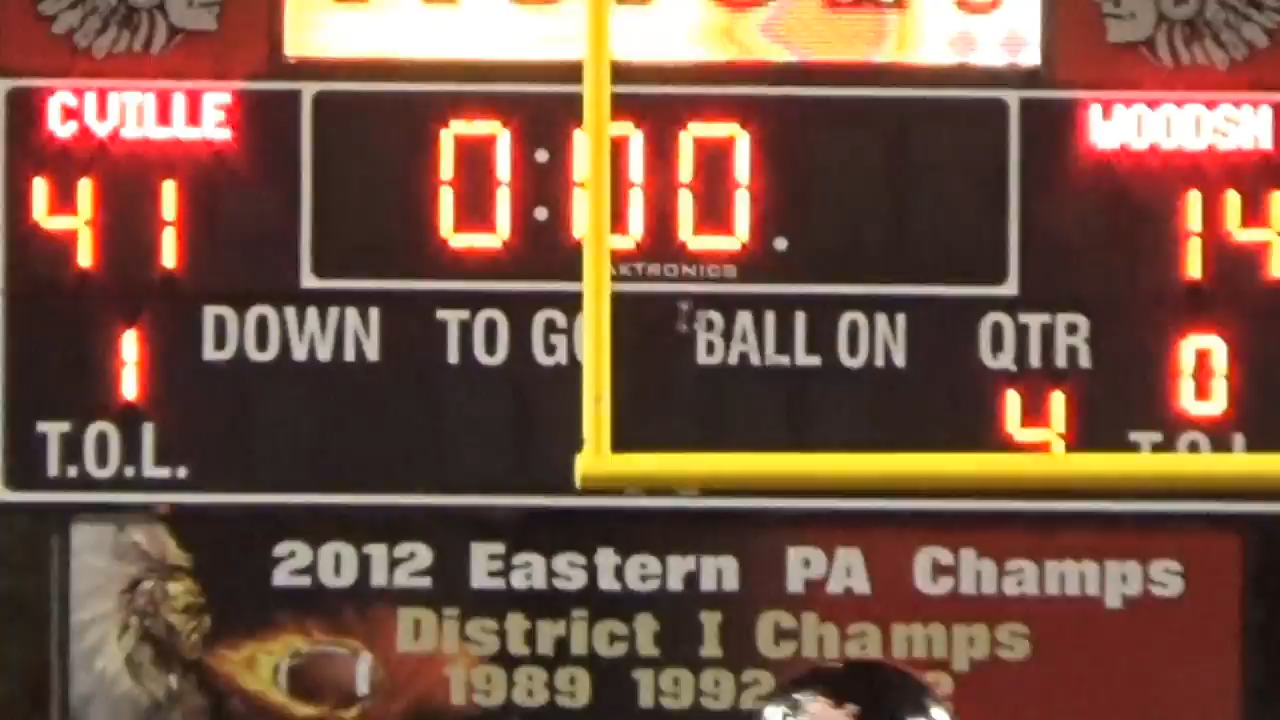 CVILLE
WOODSH
0:00.
41
14
DOWN TO GO BALL ON QTR
1
0
4
T.O.L.
T.O.L
2012 Eastern PA Champs
District I Champs
1989 1992